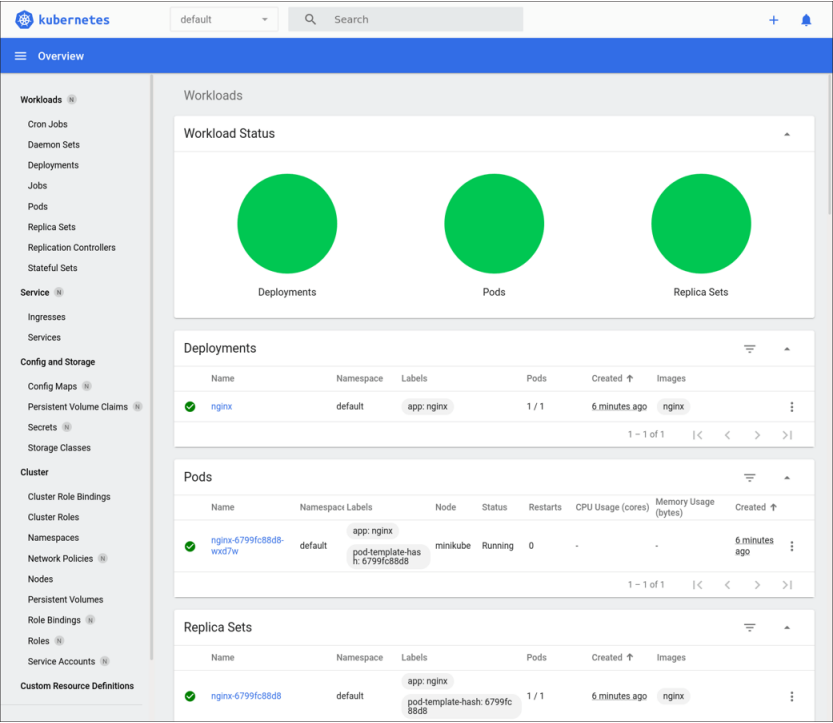 kubernetes
default
Search
Overview
Workloads N
Cron Jobs
Daemon Sets
Deployments
Jobs
Pods
Replica Sets
Replication Controllers
Stateful Sets
Service N
Ingresses
Services
Config and Storage
Config Maps N
Persistent Volume Claims N
Secrets N
Storage Classes
Cluster
Cluster Role Bindings
Cluster Roles
Namespaces
Network Policies N
Nodes
Persistent Volumes
Role Bindings N
Roles N
Service Accounts N
Custom Resource Definitions
Workloads
Workload Status
Deployments Pods Replica Sets
Deployments
Name Namespace Labels Pods Created ↑ Images
nginx default app: nginx 1 / 1 6 minutes ago nginx
1 – 1 of 1
Pods
Name Namespace Labels Node Status Restarts CPU Usage (cores) Memory Usage (bytes) Created ↑
nginx-6799fc88d8-
wxd7w
default
app: nginx
pod-template-has
h: 6799fc88d8
minikube Running 0 - -
6 minutes
ago
1 – 1 of 1
Replica Sets
Name Namespace Labels Pods Created ↑ Images
nginx-6799fc88d8 default
app: nginx
pod-template-hash: 6799fc
88d8
1 / 1 6 minutes ago nginx